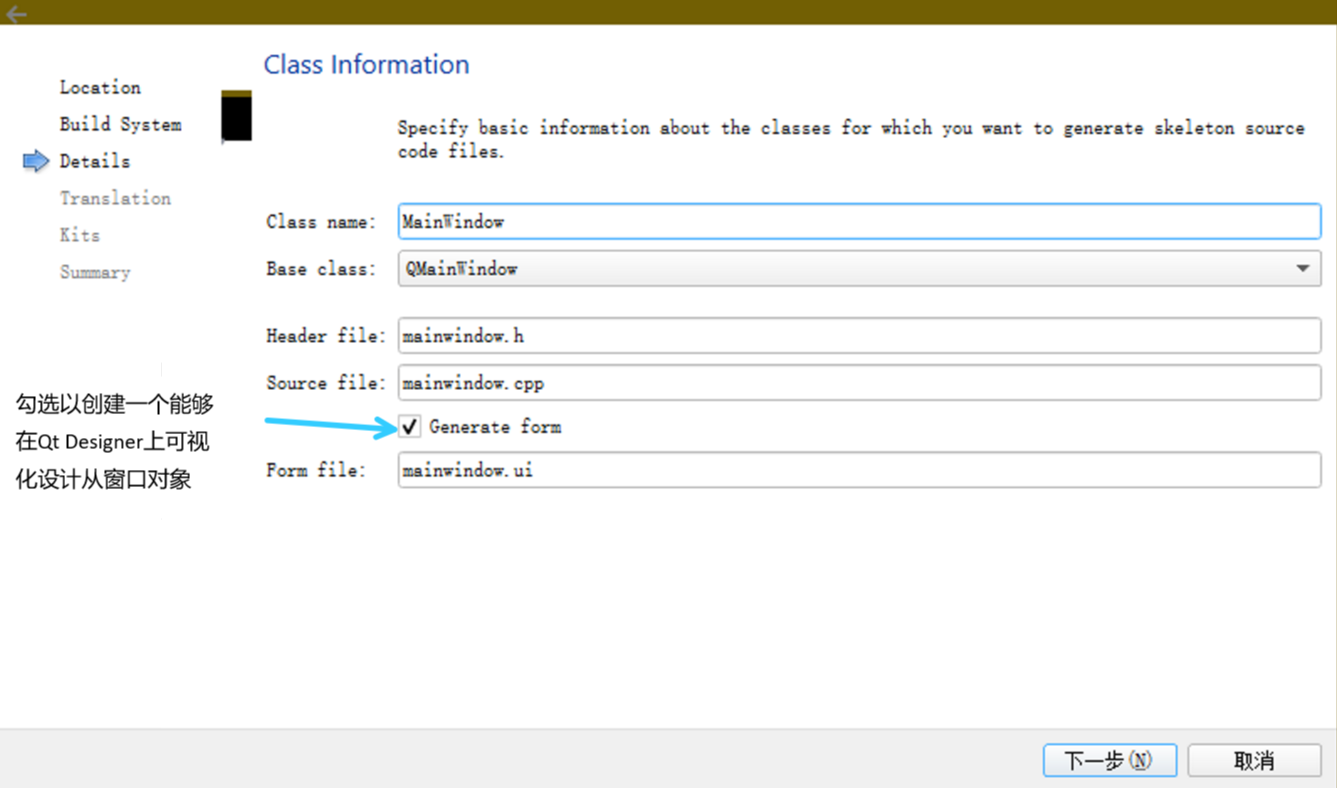 Class Information
Location
Build System
Details
Translation
Kits
Summary
Specify basic information about the classes for which you want to generate skeleton source
code files.
Class name: MainWindow
Base class: QMainWindow
Header file: mainwindow.h
Source file: mainwindow.cpp
勾选以创建一个能够
在Qt Designer上可视
化设计从窗口对象
Generate form
Form file: mainwindow.ui
下一步(N)
取消